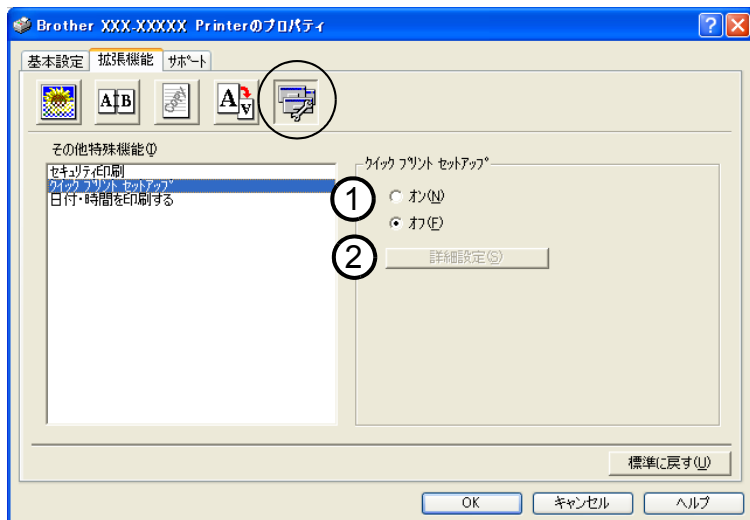 Brother XXX-XXXXX Printerのプロパティ
基本設定 拡張機能 サポート
A B
Copy
A A
その他特殊機能(I)
セキュリティ印刷
クイック プリント セットアップ
日付・時間を印刷する
クイック プリント セットアップ
1 オン(N)
オフ(F)
2 詳細設定(S)
標準に戻す(U)
OK キャンセル ヘルプ